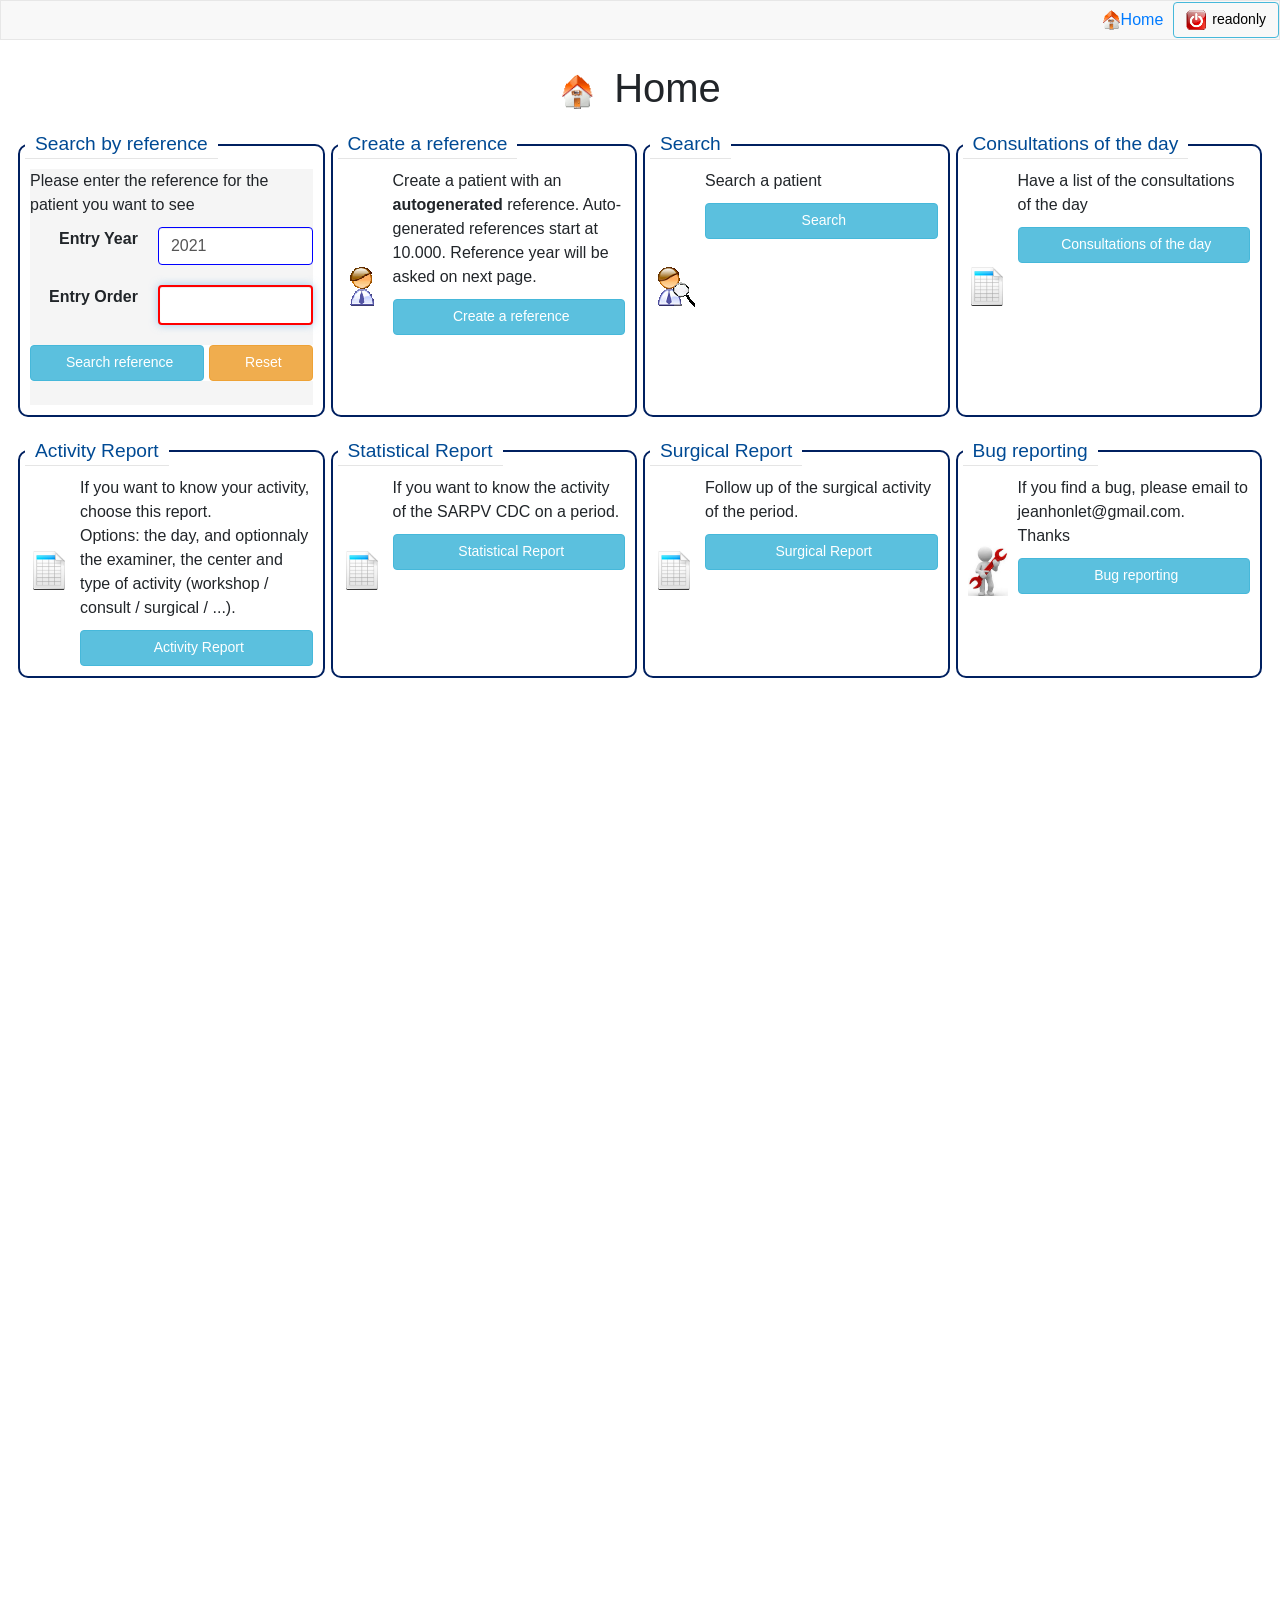 Home
readonly
Home
Search by reference
Please enter the reference for the
patient you want to see
Entry Year
2021
Entry Order
Search reference
Reset
Create a reference
Create a patient with an
autogenerated reference. Auto-
generated references start at
10.000. Reference year will be
asked on next page.
Create a reference
Search
Search a patient
Search
Consultations of the day
Have a list of the consultations
of the day
Consultations of the day
Activity Report
If you want to know your activity,
choose this report.
Options: the day, and optionnaly
the examiner, the center and
type of activity (workshop /
consult / surgical / ...).
Activity Report
Statistical Report
If you want to know the activity
of the SARPV CDC on a period.
Statistical Report
Surgical Report
Follow up of the surgical activity
of the period.
Surgical Report
Bug reporting
If you find a bug, please email to
jeanhonlet@gmail.com.
Thanks
Bug reporting